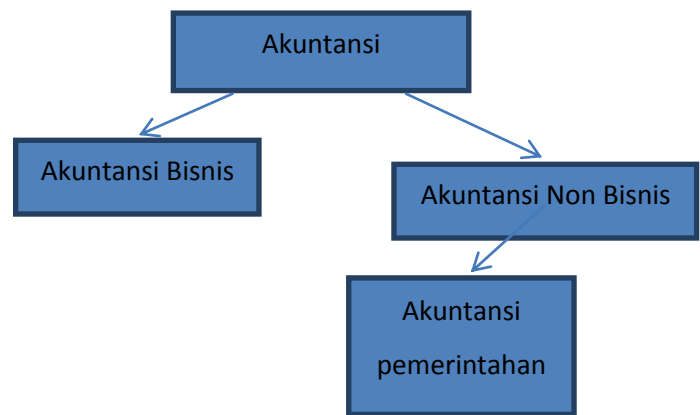 Akuntansi
Akuntansi Bisnis
Akuntansi Non Bisnis
Akuntansi
pemerintahan